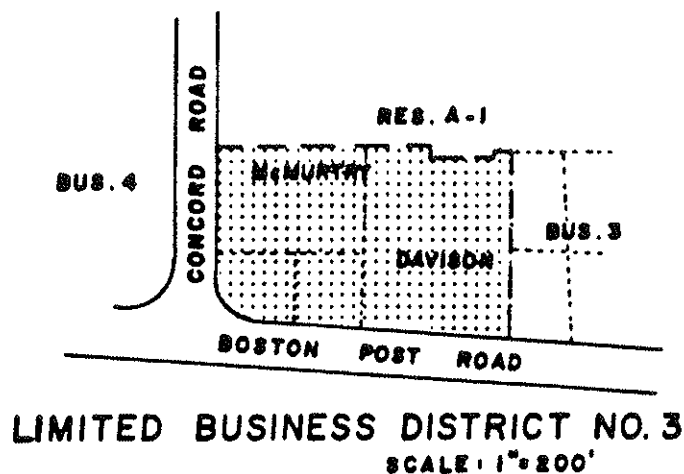 CONCORD ROAD
RES. A-1
McMURTRY
BUS. 4
BUS. 3
DAVISON
BOSTON POST ROAD
LIMITED BUSINESS DISTRICT NO. 3
SCALE: 1"=200'